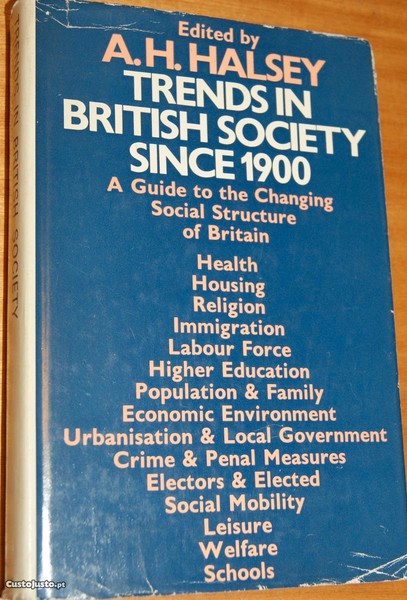 Edited by
A.H. HALSEY
TRENDS IN
BRITISH SOCIETY
SINCE 1900
A Guide to the Changing
Social Structure
of Britain
Health
Housing
Religion
Immigration
Labour Force
Higher Education
Population & Family
Economic Environment
Urbanisation & Local Government
Crime & Penal Measures
Electors & Elected
Social Mobility
Leisure
Welfare
Schools
TRENDS IN BRITISH SOCIETY
CustoJusto.pt